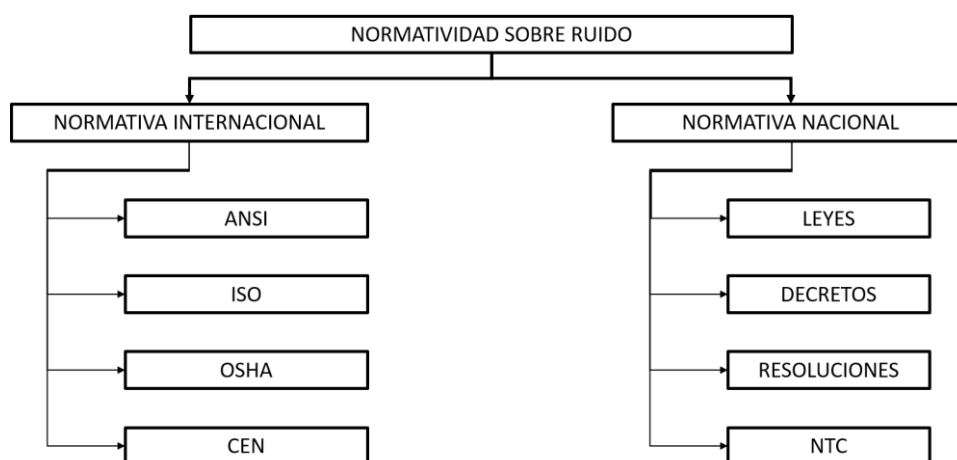 NORMATIVIDAD SOBRE RUIDO
NORMATIVA INTERNACIONAL
NORMATIVA NACIONAL
ANSI
LEYES
ISO
DECRETOS
OSHA
RESOLUCIONES
CEN
NTC